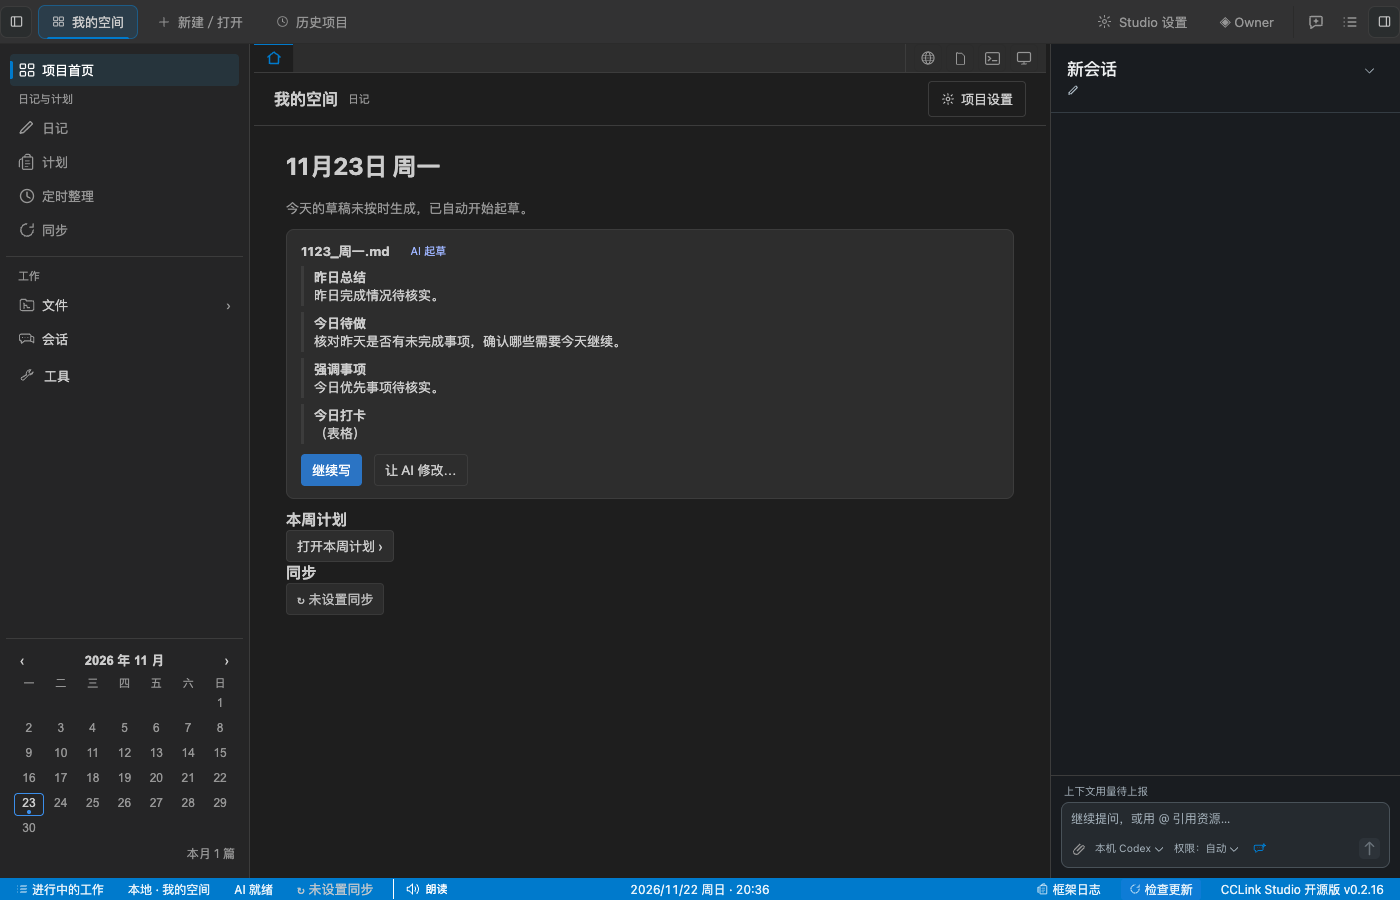 我的空间
新建 / 打开
历史项目
Studio 设置
Owner
项目首页
日记与计划
日记
计划
定时整理
同步
工作
文件
会话
工具
2026 年 11 月
一 二 三 四 五 六 日
1
2 3 4 5 6 7 8
9 10 11 12 13 14 15
16 17 18 19 20 21 22
23 24 25 26 27 28 29
30
本月 1 篇
我的空间 日记
项目设置
11月23日 周一
今天的草稿未按时生成，已自动开始起草。
1123_周一.md AI 起草
昨日总结
昨日完成情况待核实。
今日待做
核对昨天是否有未完成事项，确认哪些需要今天继续。
强调事项
今日优先事项待核实。
今日打卡
（表格）
继续写
让 AI 修改...
本周计划
打开本周计划 ›
同步
↻ 未设置同步
新会话
上下文用量待上报
继续提问，或用 @ 引用资源...
本机 Codex
权限：自动
进行中的工作
本地 · 我的空间
AI 就绪
↻ 未设置同步
朗读
2026/11/22 周日 · 20:36
框架日志
检查更新
CCLink Studio 开源版 v0.2.16